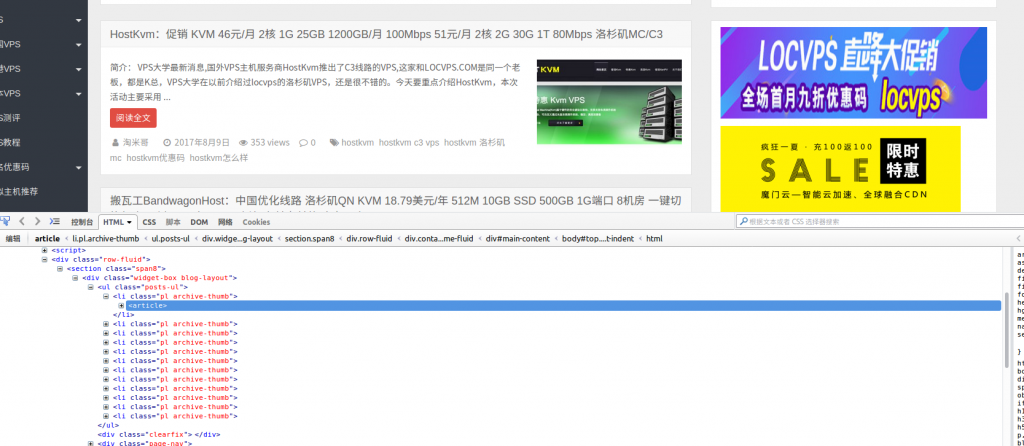 HostKvm：促销 KVM 46元/月 2核 1G 25GB 1200GB/月 100Mbps 51元/月 2核 2G 30G 1T 80Mbps 洛杉矶MC/C3
简介： VPS大学最新消息,国外VPS主机服务商HostKvm推出了C3线路的VPS,这家和LOCVPS.COM是同一个老
板，都是K总，VPS大学在以前介绍过locvps的洛杉矶VPS，还是很不错的。今天要重点介绍HostKvm，本次
活动主要采用 ...
阅读全文
淘米哥 2017年8月9日 353 views 0 hostkvm hostkvm c3 vps hostkvm 洛杉矶
mc hostkvm优惠码 hostkvm怎么样
T KVM
惠 Kvm VPS
搬瓦工BandwagonHost：中国优化线路 洛杉矶QN KVM 18.79美元/年 512M 10GB SSD 500GB 1G端口 8机房 一键切
VPS
VPS
VPS
测评
教程
优惠码
主机推荐
LOCVPS 直降大促销
全场首月九折优惠码 locvps
疯狂一夏 · 充100返100
SALE
限时
特惠
魔门云—智能云加速、全球融合CDN
控制台 HTML CSS 脚本 DOM 网络 Cookies
根据文本或者 CSS 选择器搜索
编辑 article < li.pl.archive-thumb < ul.posts-ul < div.widge...g-layout < section.span8 < div.row-fluid < div.conta...me-fluid < div#main-content < body#top....t-indent < html
<script>
<div class="row-fluid">
<section class="span8">
<div class="widget-box blog-layout">
<ul class="posts-ul">
<li class="pl archive-thumb">
<article>
</li>
<li class="pl archive-thumb">
<li class="pl archive-thumb">
<li class="pl archive-thumb">
<li class="pl archive-thumb">
<li class="pl archive-thumb">
<li class="pl archive-thumb">
<li class="pl archive-thumb">
<li class="pl archive-thumb">
<li class="pl archive-thumb">
</ul>
<div class="clearfix"> </div>
<div class="page-nav">